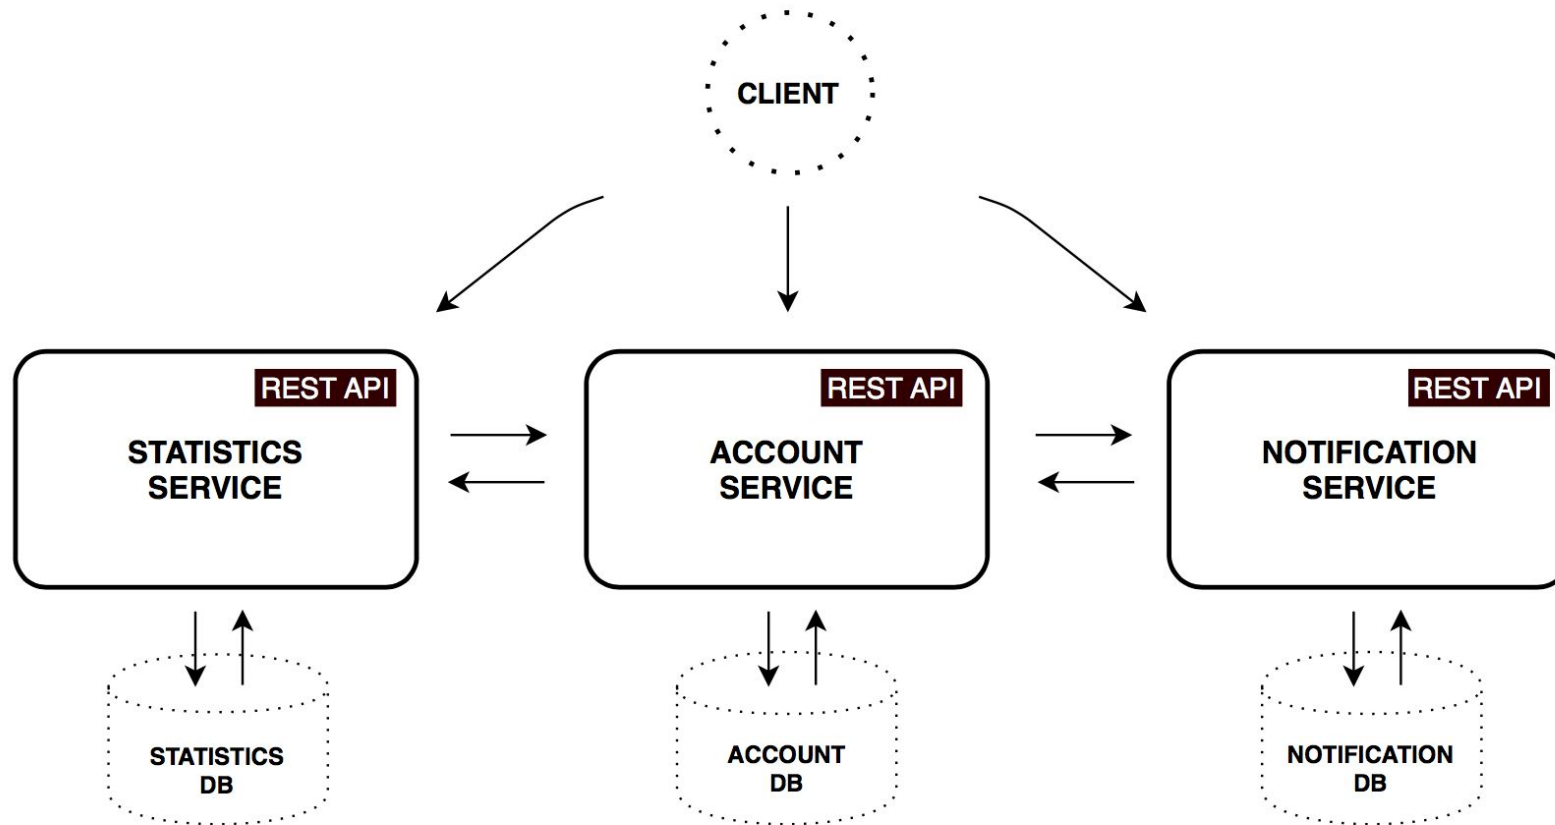 CLIENT
REST API
STATISTICS
SERVICE
REST API
ACCOUNT
SERVICE
REST API
NOTIFICATION
SERVICE
STATISTICS
DB
ACCOUNT
DB
NOTIFICATION
DB